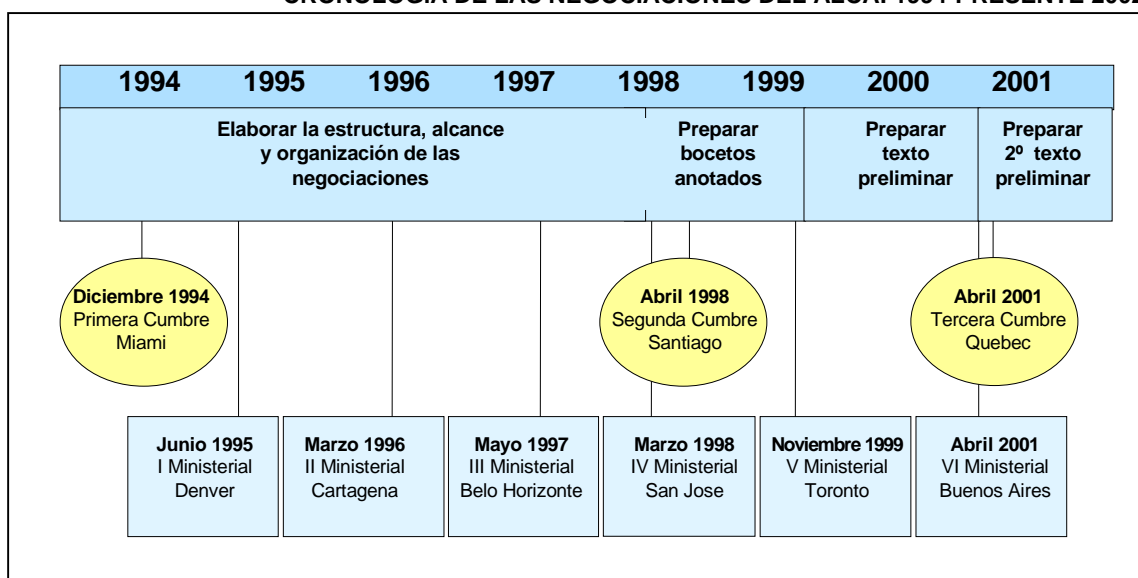 1994 1995 1996 1997 1998 1999 2000 2001
Elaborar la estructura, alcance
y organización de las
negociaciones
Preparar
bocetos
anotados
Preparar
texto
preliminar
Preparar
2º texto
preliminar
Diciembre 1994
Primera Cumbre
Miami
Abril 1998
Segunda Cumbre
Santiago
Abril 2001
Tercera Cumbre
Quebec
Junio 1995
I Ministerial
Denver
Marzo 1996
II Ministerial
Cartagena
Mayo 1997
III Ministerial
Belo Horizonte
Marzo 1998
IV Ministerial
San Jose
Noviembre 1999
V Ministerial
Toronto
Abril 2001
VI Ministerial
Buenos Aires